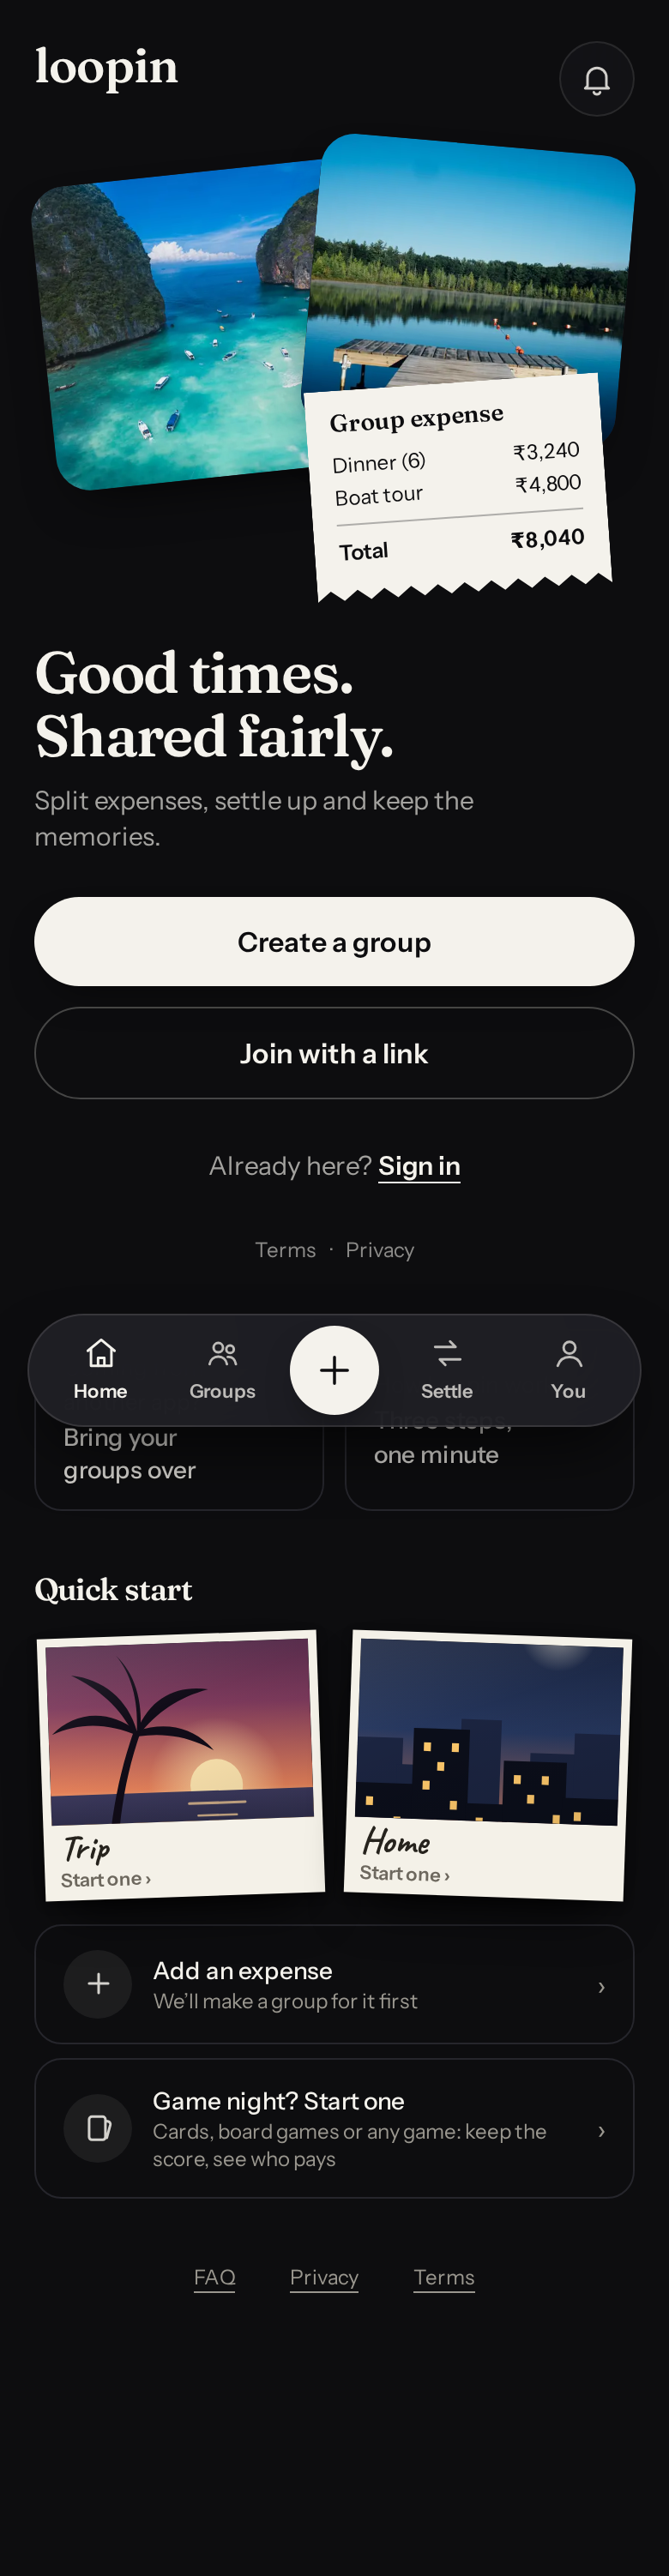 loopin
Group expense
Dinner (6) ₹3,240
Boat tour ₹4,800
Total ₹8,040
Good times.
Shared fairly.
Split expenses, settle up and keep the
memories.
Create a group
Join with a link
Already here? Sign in
Terms · Privacy
Home Groups Settle You
Three steps,
Bring your
groups over
one minute
Quick start
Trip
Start one ›
Home
Start one ›
Add an expense
We’ll make a group for it first
›
Game night? Start one
Cards, board games or any game: keep the
score, see who pays
›
FAQ Privacy Terms